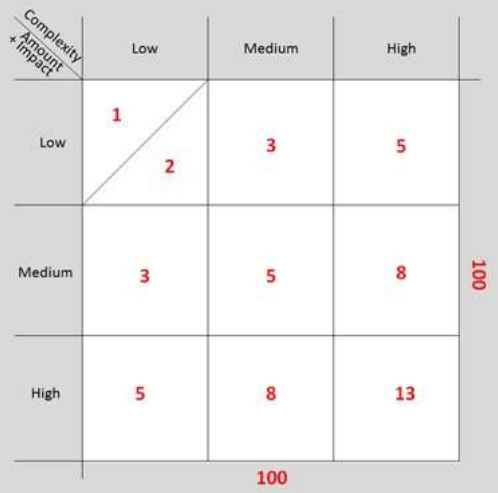 Complexity
Amount
+ Impact
Low Medium High
Low 1 2 3 5
Medium 3 5 8
High 5 8 13
100
100